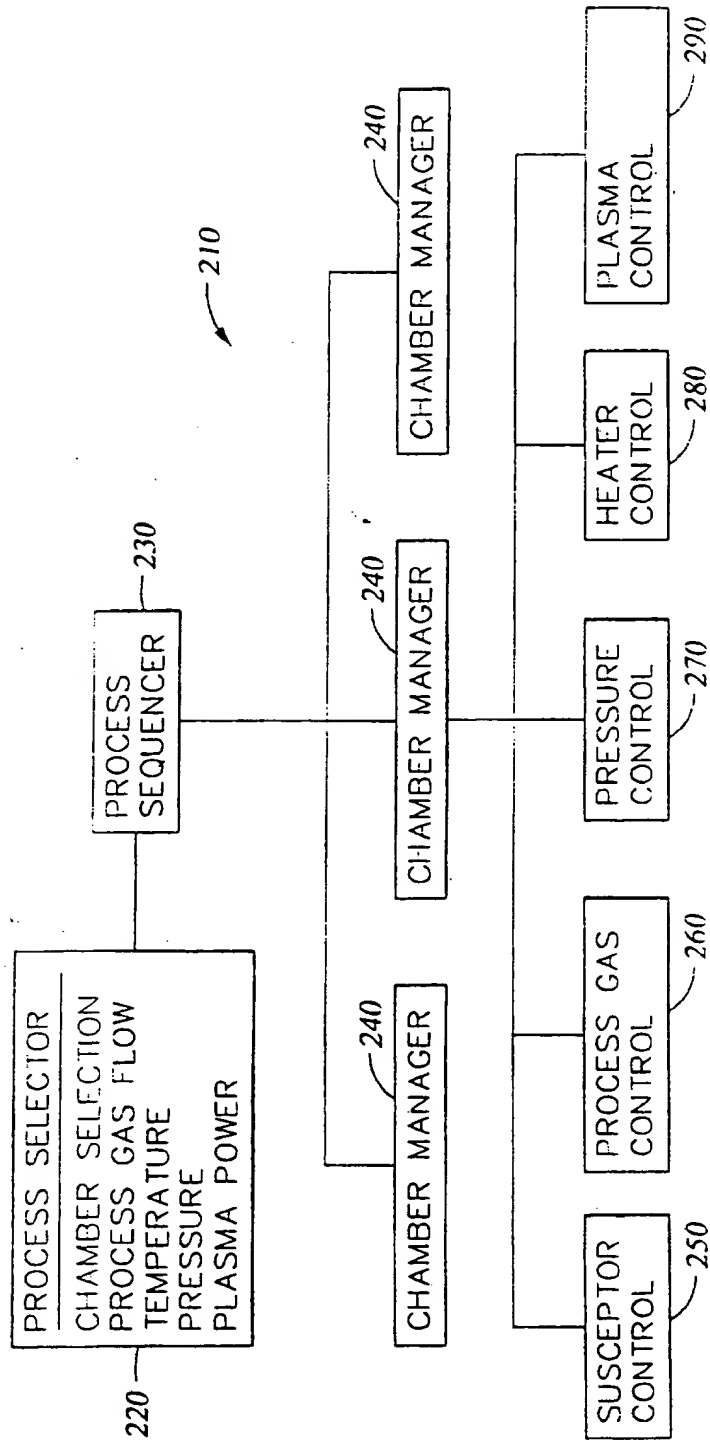 210
PROCESS SELECTOR
CHAMBER SELECTION
PROCESS GAS FLOW
TEMPERATURE
PRESSURE
PLASMA POWER
220
PROCESS
SEQUENCER
230
CHAMBER MANAGER
240
CHAMBER MANAGER
240
CHAMBER MANAGER
240
SUSCEPTOR
CONTROL
250
PROCESS GAS
CONTROL
260
PRESSURE
CONTROL
270
HEATER
CONTROL
280
PLASMA
CONTROL
290